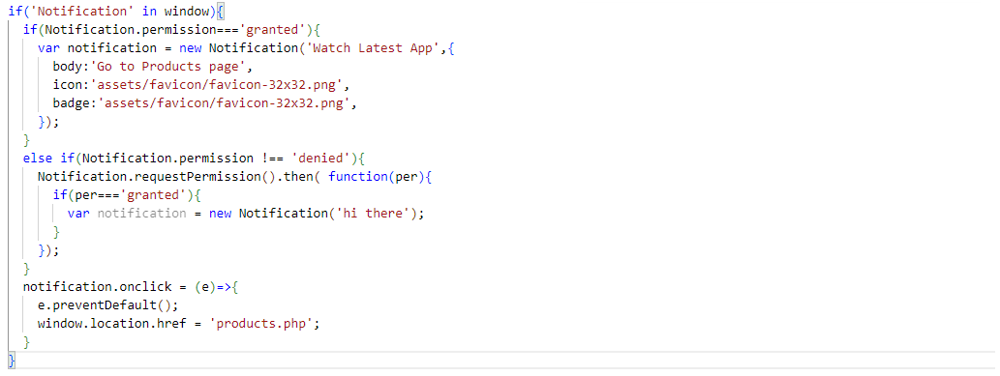 if('Notification' in window){
if(Notification.permission==='granted'){
var notification = new Notification('Watch Latest App',{
body:'Go to Products page',
icon:'assets/favicon/favicon-32x32.png',
badge:'assets/favicon/favicon-32x32.png',
});
}
else if(Notification.permission !== 'denied'){
Notification.requestPermission().then( function(per){
if(per==='granted'){
var notification = new Notification('hi there');
}
});
}
notification.onclick = (e)=>{
e.preventDefault();
window.location.href = 'products.php';
}
}